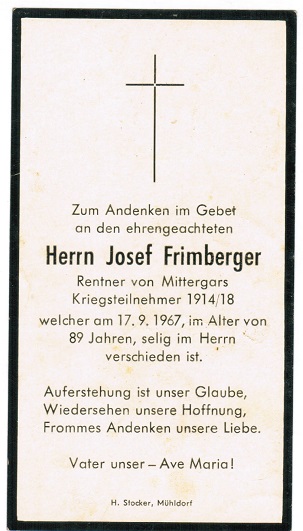 Zum Andenken im Gebet
an den ehrengeachteten
Herrn Josef Frimberger
Rentner von Mittergars
Kriegsteilnehmer 1914/18
welcher am 17. 9. 1967, im Alter von
89 Jahren, selig im Herrn
verschieden ist.
Auferstehung ist unser Glaube,
Wiedersehen unsere Hoffnung,
Frommes Andenken unsere Liebe.
Vater unser – Ave Maria!
H. Stocker, Mühldorf